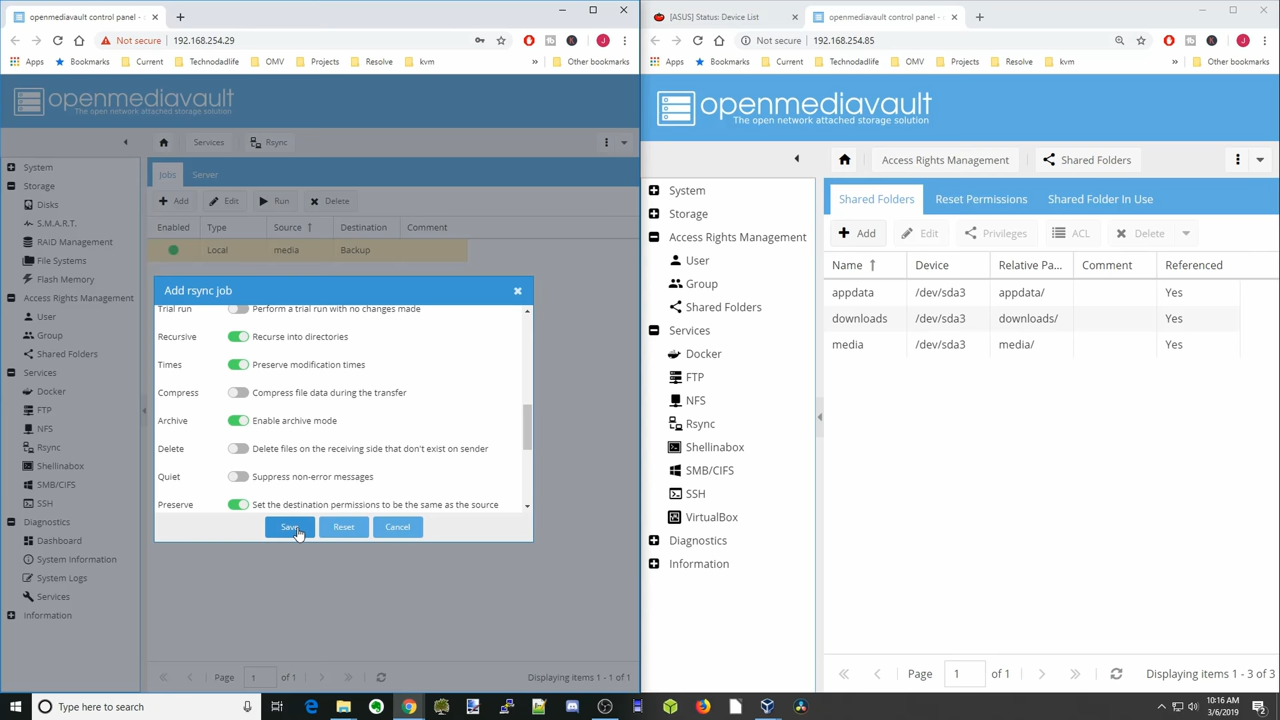 openmediavault control panel -
Not secure
192.168.254.29
Apps
Bookmarks
Current
Technodadlife
OMV
Projects
Resolve
kvm
»
Other bookmarks
openmediavault
The open network attached storage solution
Services
Rsync
System
Storage
Disks
S.M.A.R.T.
RAID Management
File Systems
Flash Memory
Access Rights Management
User
Group
Shared Folders
Services
Docker
FTP
NFS
Rsync
Shellinabox
SMB/CIFS
SSH
Diagnostics
Dashboard
System Information
System Logs
Services
Information
Jobs
Server
Add
Edit
Run
Delete
Enabled
Type
Source
Destination
Comment
Local
media
Backup
Add rsync job
Trial run
Perform a trial run with no changes made
Recursive
Recurse into directories
Times
Preserve modification times
Compress
Compress file data during the transfer
Archive
Enable archive mode
Delete
Delete files on the receiving side that don't exist on sender
Quiet
Suppress non-error messages
Preserve
Set the destination permissions to be the same as the source
Save
Reset
Cancel
Page
1
of 1
Displaying items 1 - 1 of 1
[ASUS] Status: Device List
openmediavault control panel -
Not secure
192.168.254.85
Apps
Bookmarks
Current
Technodadlife
OMV
Projects
Resolve
kvm
»
Other bookmarks
openmediavault
The open network attached storage solution
Access Rights Management
Shared Folders
System
Storage
Access Rights Management
User
Group
Shared Folders
Services
Docker
FTP
NFS
Rsync
Shellinabox
SMB/CIFS
SSH
VirtualBox
Diagnostics
Information
Shared Folders
Reset Permissions
Shared Folder In Use
Add
Edit
Privileges
ACL
Delete
Name
Device
Relative Pa...
Comment
Referenced
appdata
/dev/sda3
appdata/
Yes
downloads
/dev/sda3
downloads/
Yes
media
/dev/sda3
media/
Yes
Page
1
of 1
Displaying items 1 - 3 of 3
Type here to search
10:16 AM
3/6/2019